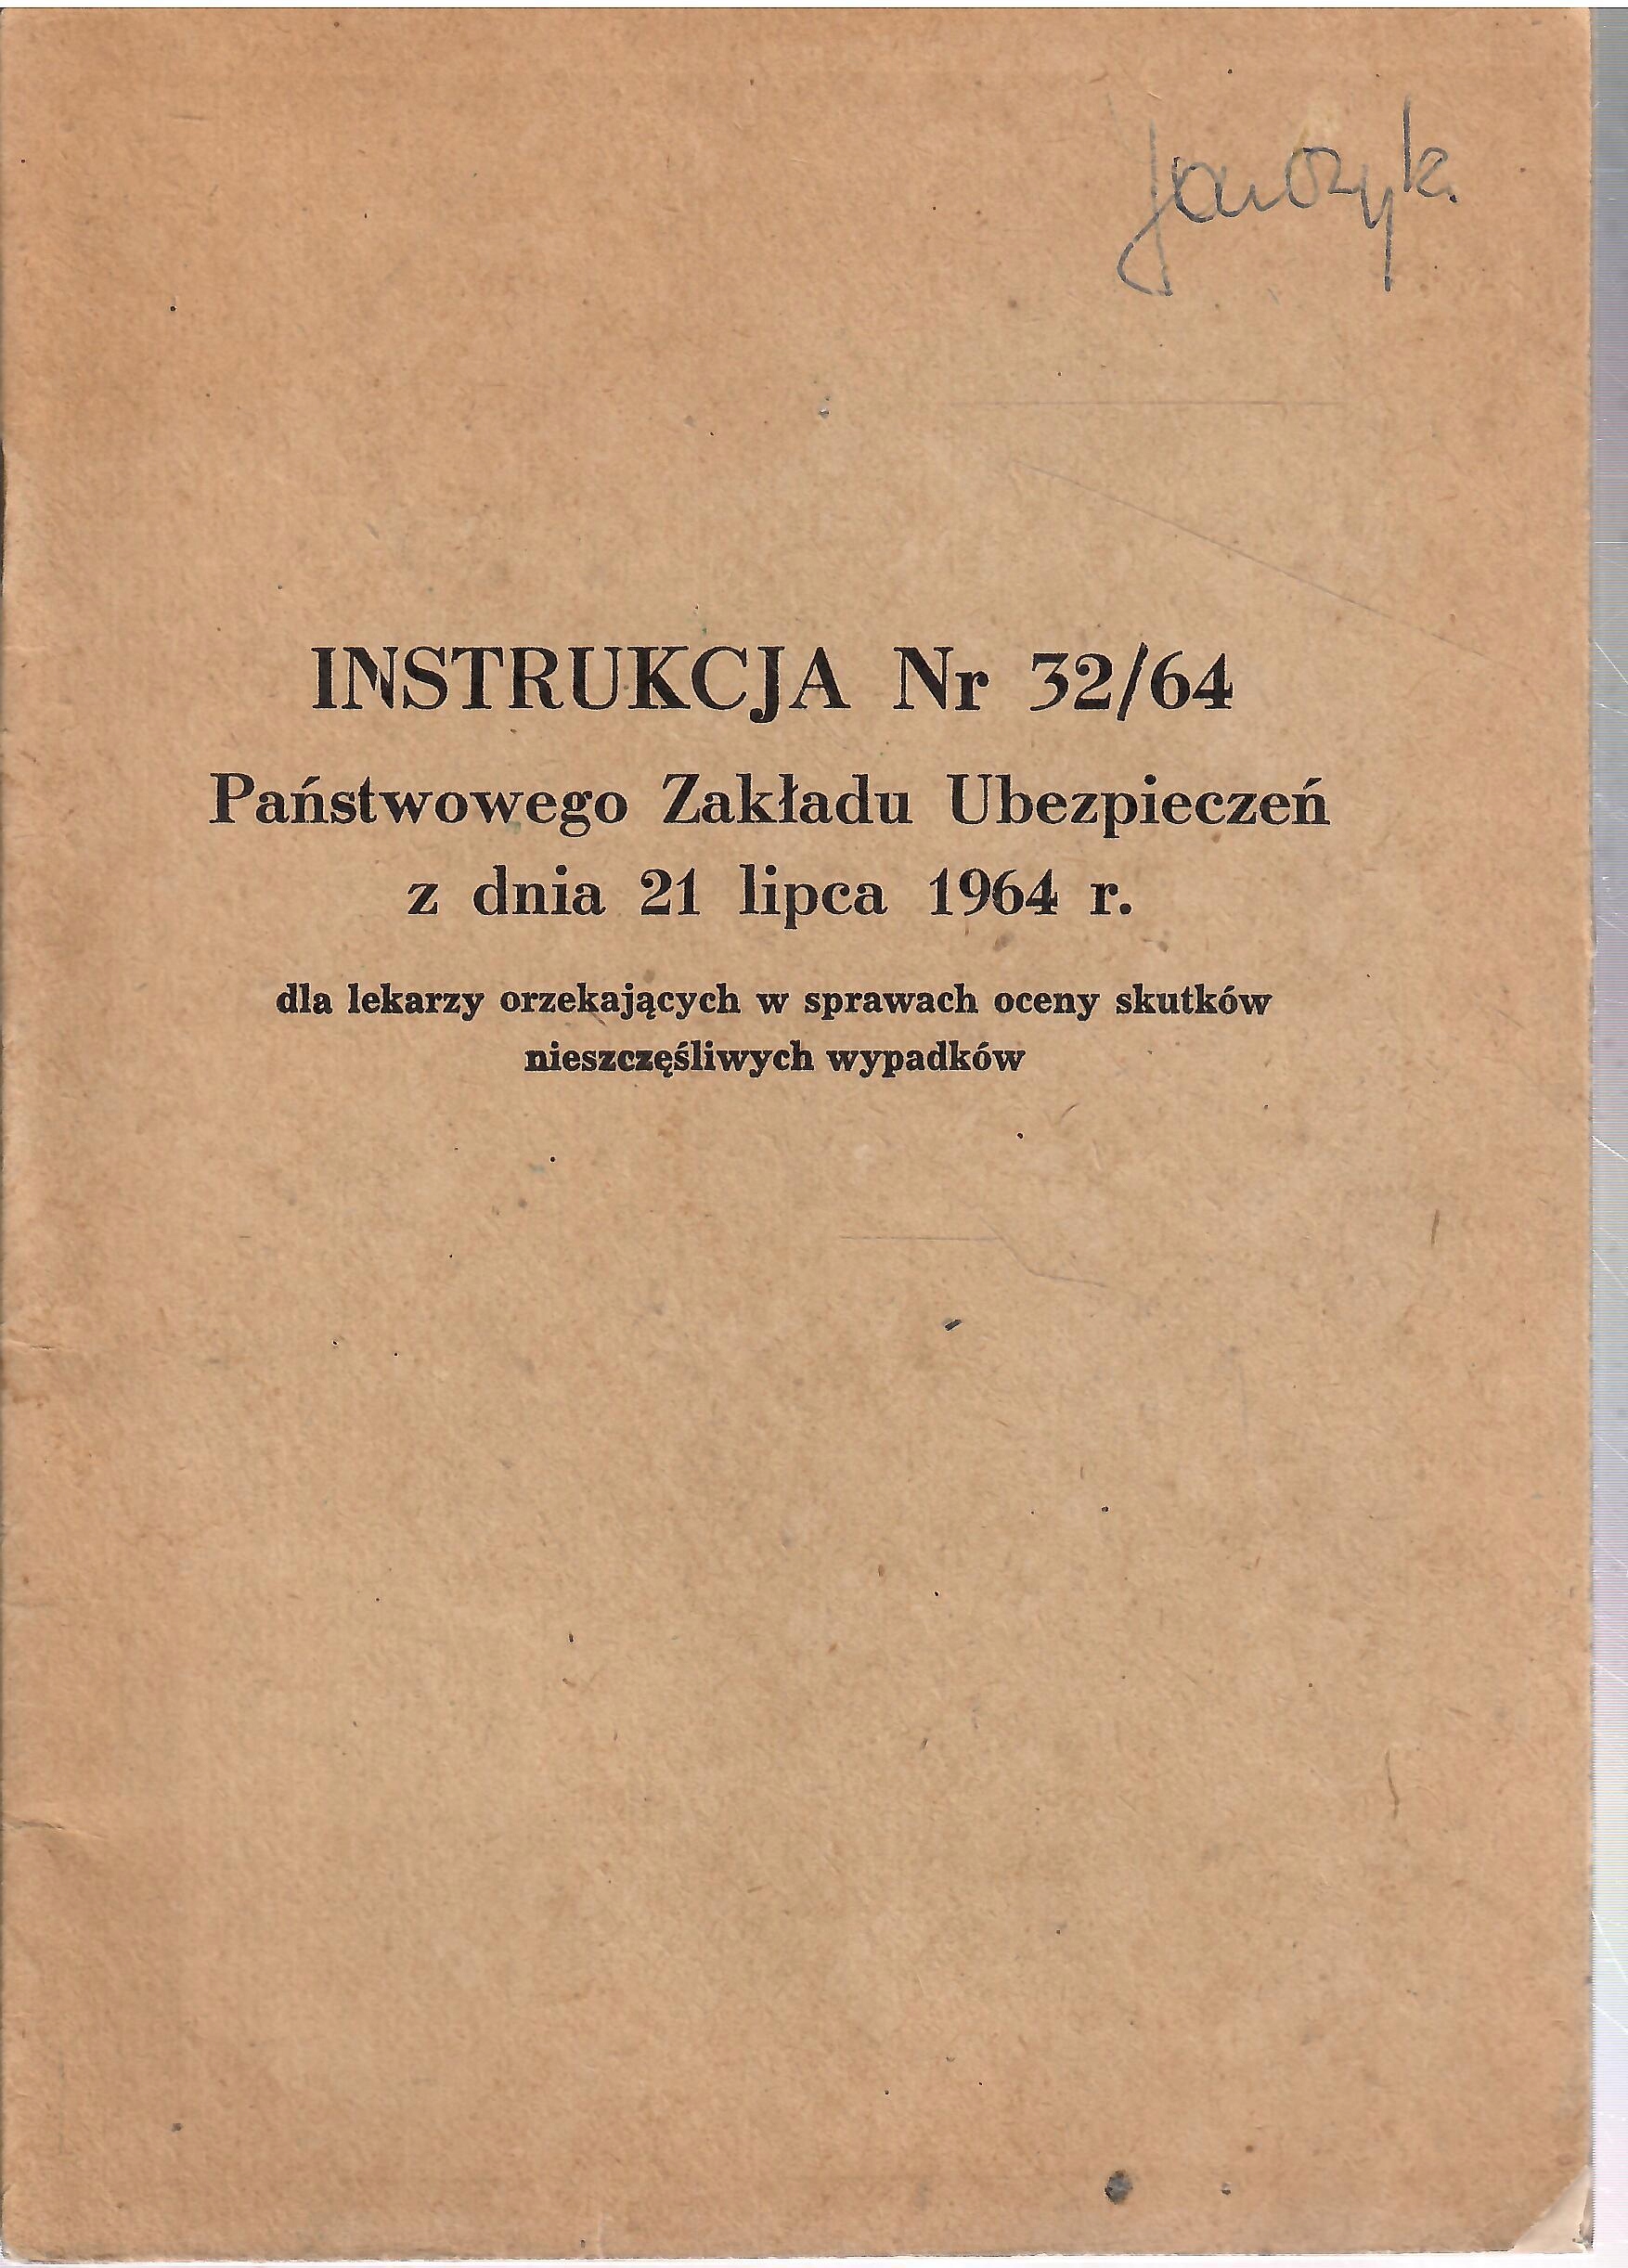 INSTRUKCJA Nr 32/64
Państwowego Zakładu Ubezpieczeń
z dnia 21 lipca 1964 r.
dla lekarzy orzekających w sprawach oceny skutków
nieszczęśliwych wypadków